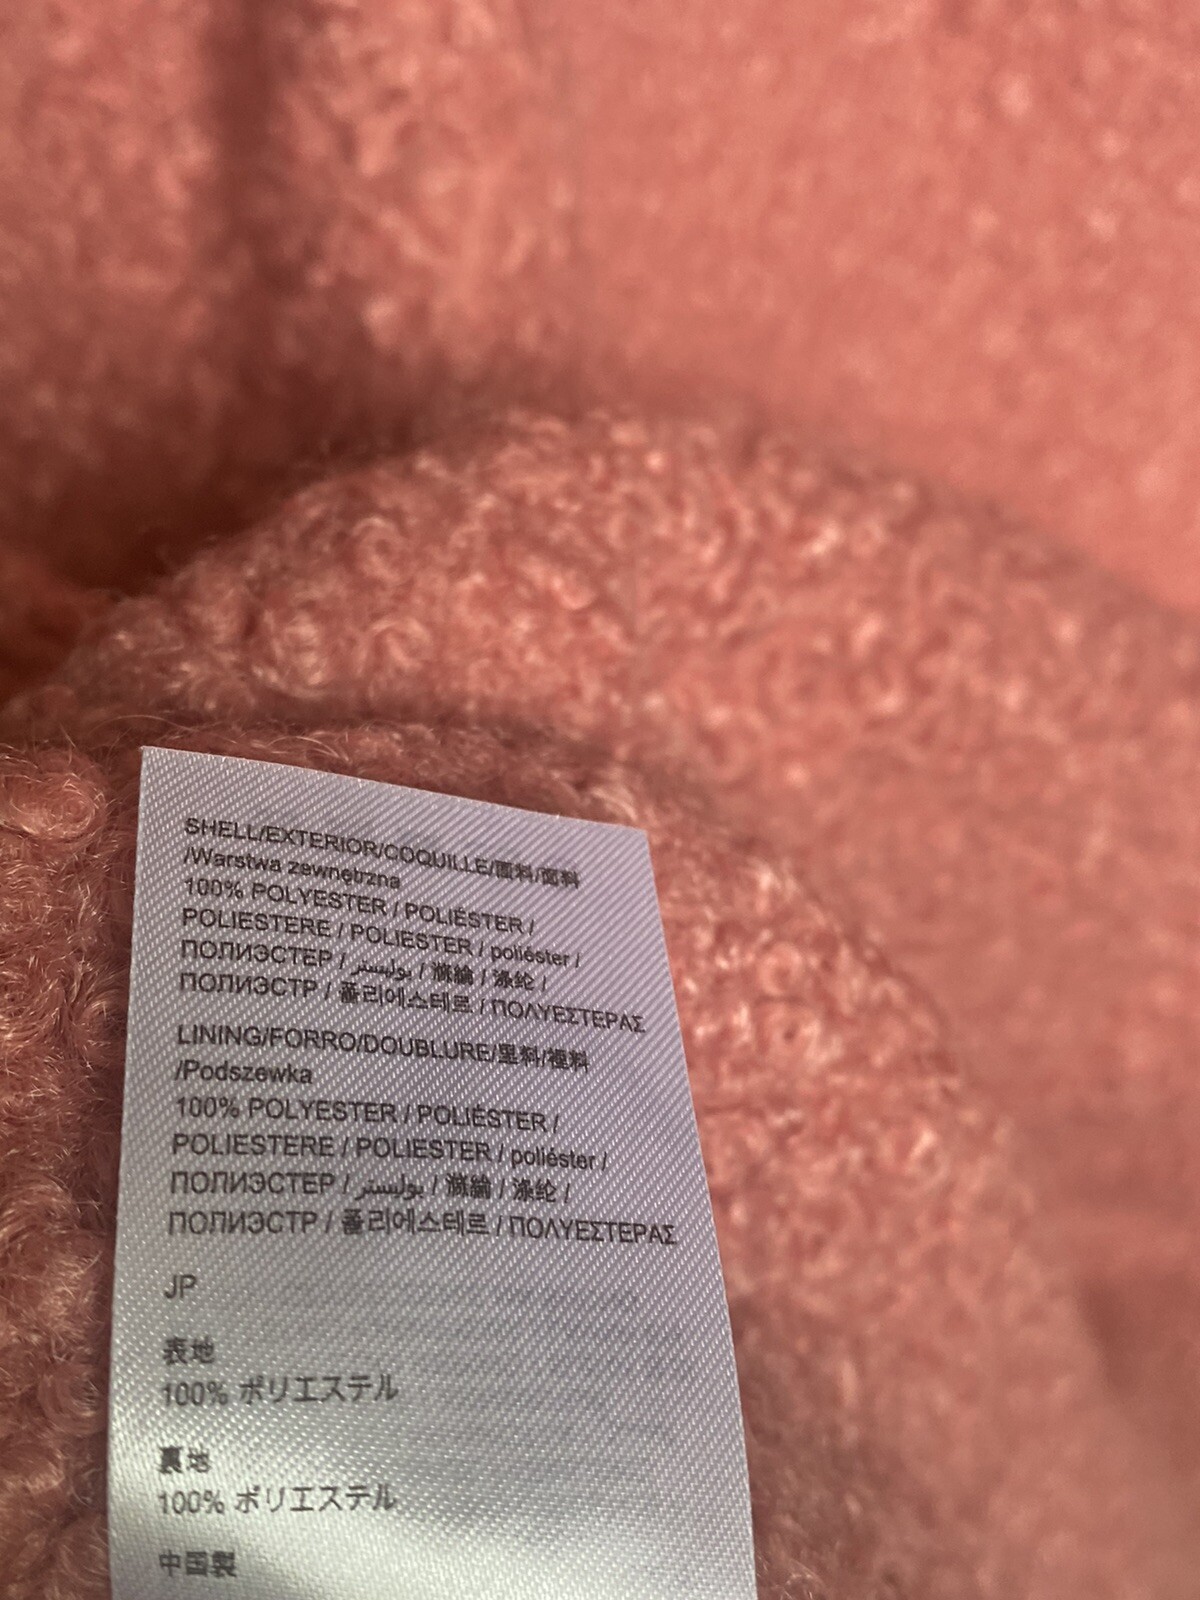 SHELL/EXTERIOR/COQUILLE/面料/面料
/Warstwa zewnętrzna
100% POLYESTER / POLIÉSTER /
POLIESTERE / POLIESTER / poliéster /
ПОЛИЭСТЕР / بوليستر / 滌綸 / 涤纶 /
ПОЛИЭСТР / 폴리에스테르 / ΠΟΛΥΕΣΤΕΡΑΣ
LINING/FORRO/DOUBLURE/里料/裡料
/Podszewka
100% POLYESTER / POLIÉSTER /
POLIESTERE / POLIESTER / poliéster /
ПОЛИЭСТЕР / بوليستر / 滌綸 / 涤纶 /
ПОЛИЭСТР / 폴리에스테르 / ΠΟΛΥΕΣΤΕΡΑΣ
JP
表地
100% ポリエステル
裏地
100% ポリエステル
中国製